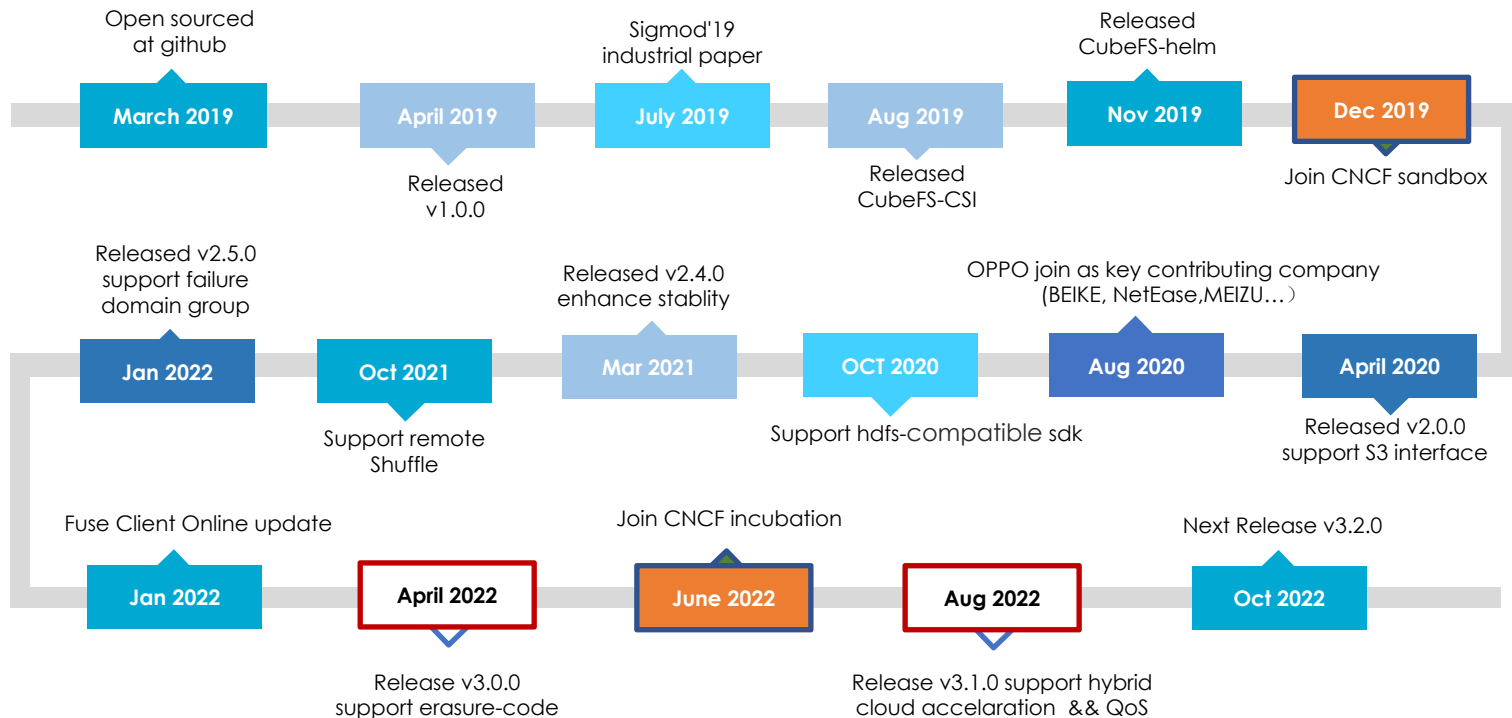 Open sourced
at github
March 2019
April 2019
Released
v1.0.0
Sigmod'19
industrial paper
July 2019
Aug 2019
Released
CubeFS-CSI
Released
CubeFS-helm
Nov 2019
Dec 2019
Join CNCF sandbox
OPPO join as key contributing company
(BEIKE, NetEase,MEIZU…）
Aug 2020
April 2020
Released v2.0.0
support S3 interface
OCT 2020
Support hdfs-compatible sdk
Released v2.4.0
enhance stablity
Mar 2021
Oct 2021
Support remote
Shuffle
Released v2.5.0
support failure
domain group
Jan 2022
Fuse Client Online update
Jan 2022
April 2022
Release v3.0.0
support erasure-code
Join CNCF incubation
June 2022
Aug 2022
Release v3.1.0 support hybrid
cloud accelaration && QoS
Next Release v3.2.0
Oct 2022